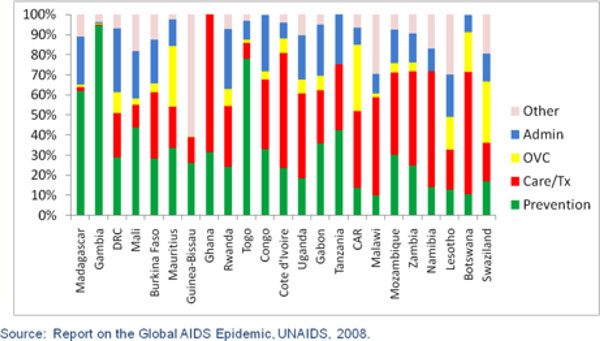 100%
90%
80%
70%
60%
50%
40%
30%
20%
10%
0%
Other
Admin
OVC
Care/Tx
Prevention
Madagascar
Gambia
DRC
Mali
Burkina Faso
Mauritius
Guinea-Bissau
Ghana
Rwanda
Togo
Congo
Cote d'Ivoire
Uganda
Gabon
Tanzania
CAR
Malawi
Mozambique
Zambia
Namibia
Lesotho
Botswana
Swaziland
Source: Report on the Global AIDS Epidemic, UNAIDS, 2008.